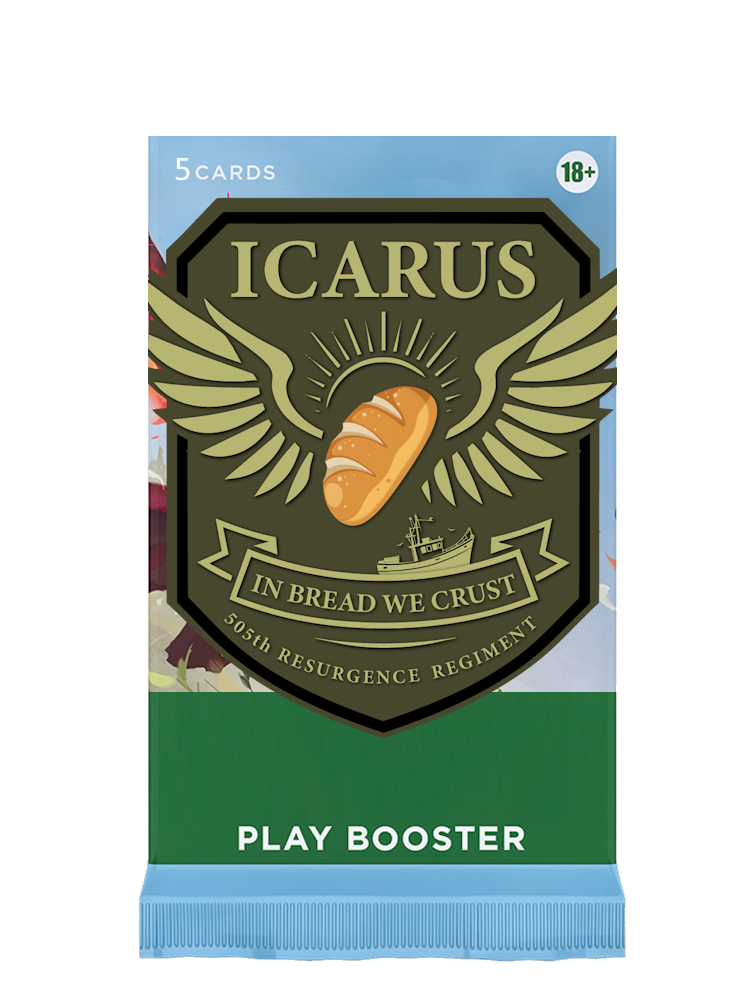 5 CARDS
18+
ICARUS
IN BREAD WE CRUST
505th RESURGENCE REGIMENT
PLAY BOOSTER